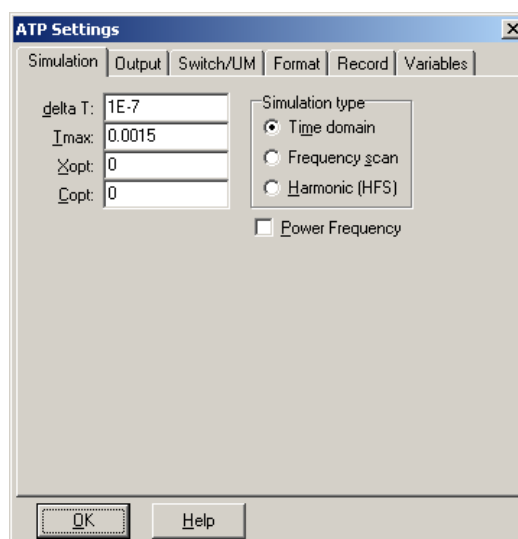 ATP Settings
Simulation Output Switch/UM Format Record Variables
delta T: 1E-7
Tmax: 0.0015
Xopt: 0
Copt: 0
Simulation type
Time domain
Frequency scan
Harmonic (HFS)
Power Frequency
OK Help